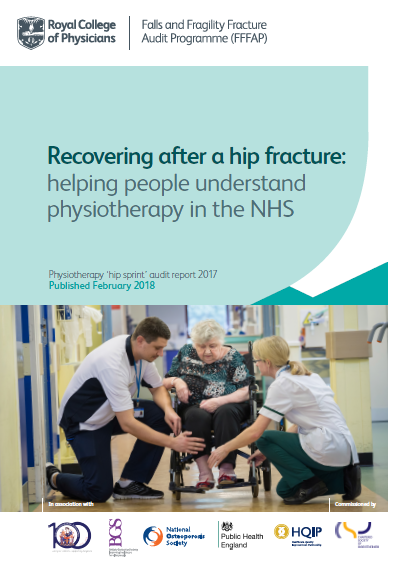 Royal College
of Physicians
Falls and Fragility Fracture
Audit Programme (FFFAP)
Recovering after a hip fracture:
helping people understand
physiotherapy in the NHS
Physiotherapy 'hip sprint' audit report 2017
Published February 2018
In association with
Commissioned by
100
BGS
National
Osteoporosis
Society
Public Health
England
HQIP